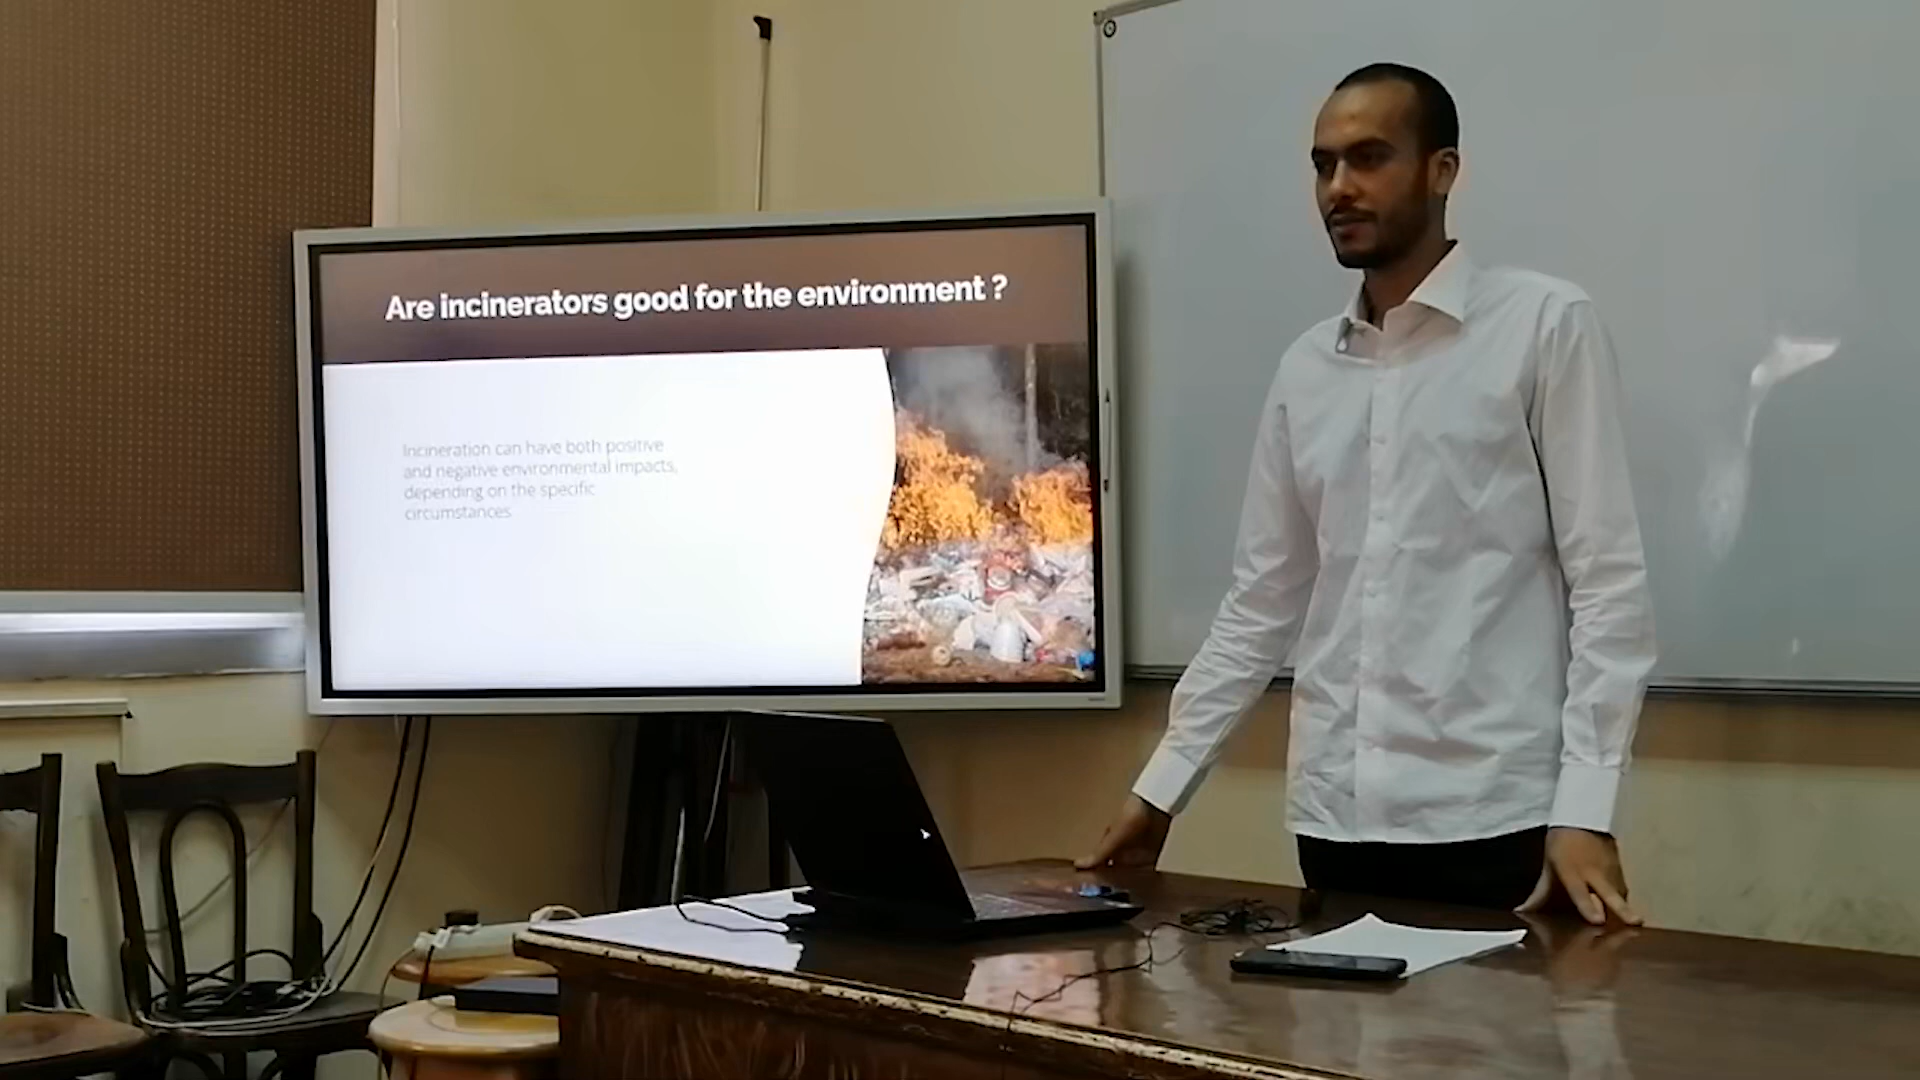 Are incinerators good for the environment ?
Incineration can have both positive
and negative environmental impacts,
depending on the specific
circumstances